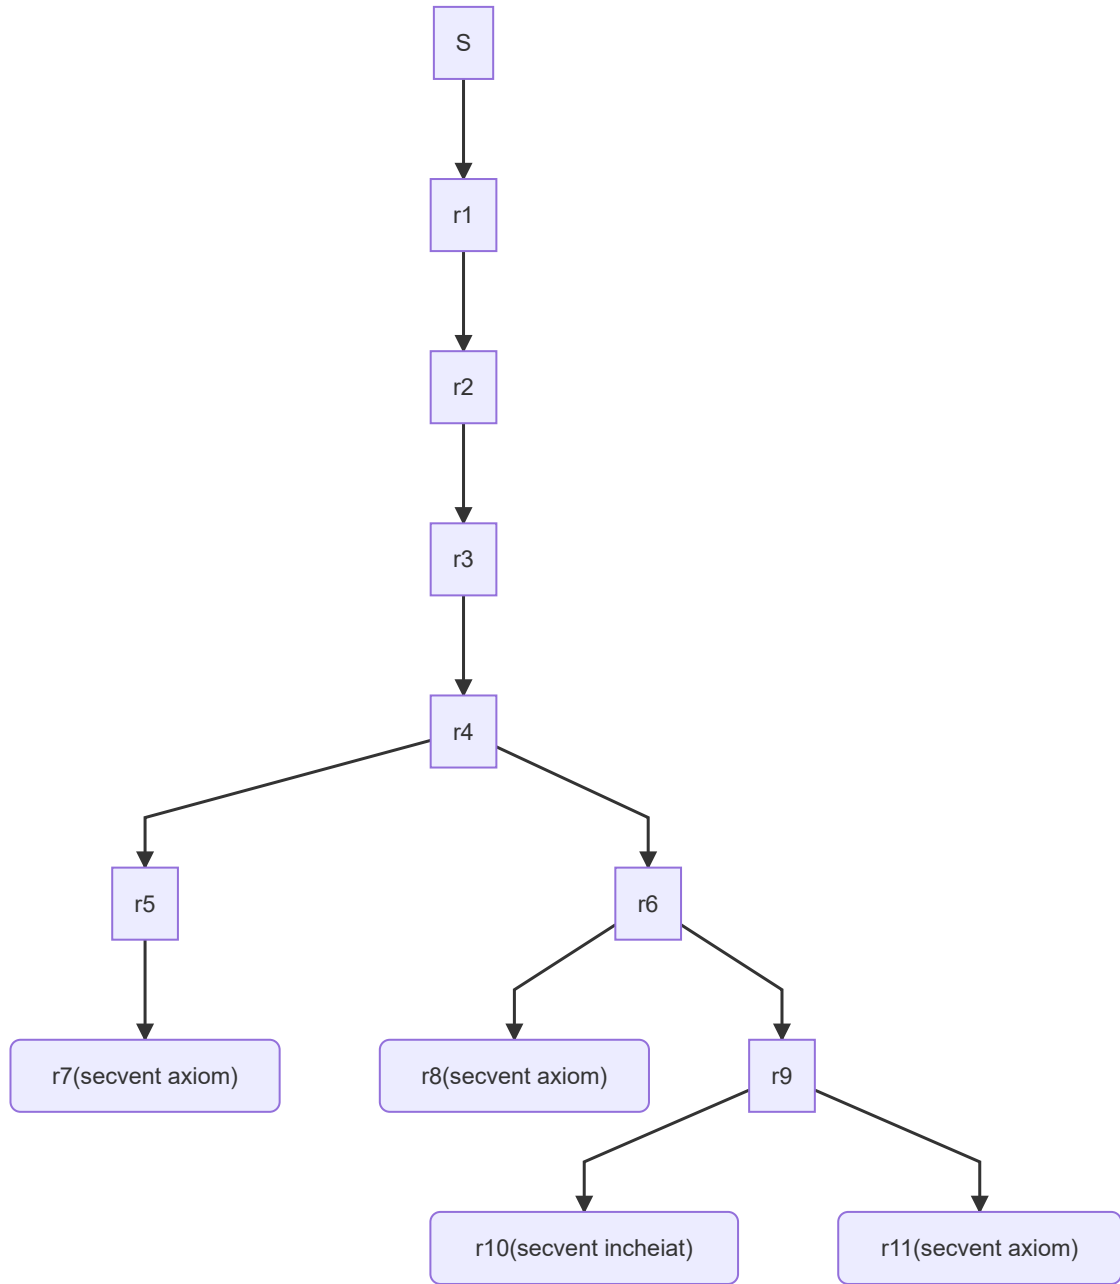 S
r1
r2
r3
r4
r5
r6
r7(secvent axiom)
r8(secvent axiom)
r9
r10(secvent incheiat)
r11(secvent axiom)